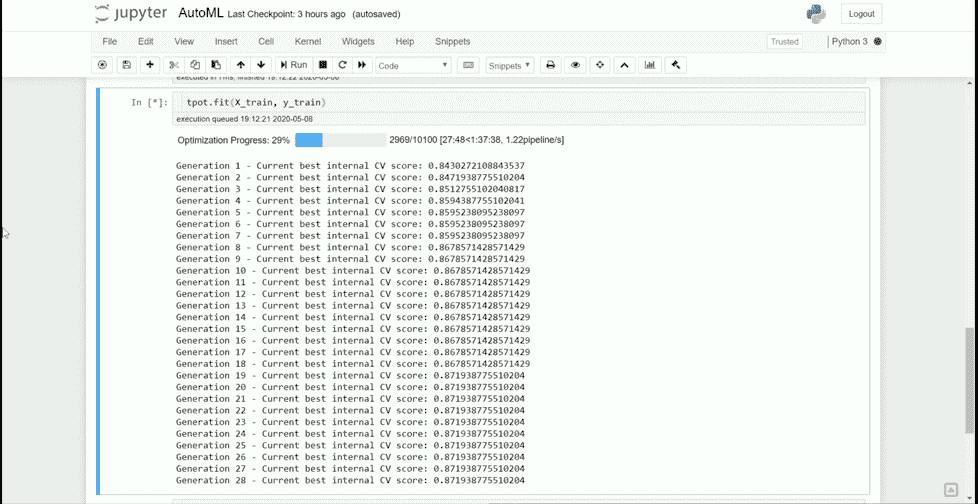 jupyter AutoML Last Checkpoint: 3 hours ago (autosaved)
Logout
File Edit View Insert Cell Kernel Widgets Help Snippets
Trusted
Python 3
Run
Code
Snippets
executed in 7ms, finished 19:12:22 2020-05-08
In [*]: tpot.fit(X_train, y_train)
execution queued 19:12:21 2020-05-08
Optimization Progress: 29% 2969/10100 [27:48<1:37:38, 1.22pipeline/s]
Generation 1 - Current best internal CV score: 0.8430272108843537
Generation 2 - Current best internal CV score: 0.8471938775510204
Generation 3 - Current best internal CV score: 0.8512755102040817
Generation 4 - Current best internal CV score: 0.8594387755102041
Generation 5 - Current best internal CV score: 0.8595238095238097
Generation 6 - Current best internal CV score: 0.8595238095238097
Generation 7 - Current best internal CV score: 0.8595238095238097
Generation 8 - Current best internal CV score: 0.8678571428571429
Generation 9 - Current best internal CV score: 0.8678571428571429
Generation 10 - Current best internal CV score: 0.8678571428571429
Generation 11 - Current best internal CV score: 0.8678571428571429
Generation 12 - Current best internal CV score: 0.8678571428571429
Generation 13 - Current best internal CV score: 0.8678571428571429
Generation 14 - Current best internal CV score: 0.8678571428571429
Generation 15 - Current best internal CV score: 0.8678571428571429
Generation 16 - Current best internal CV score: 0.8678571428571429
Generation 17 - Current best internal CV score: 0.8678571428571429
Generation 18 - Current best internal CV score: 0.8678571428571429
Generation 19 - Current best internal CV score: 0.871938775510204
Generation 20 - Current best internal CV score: 0.871938775510204
Generation 21 - Current best internal CV score: 0.871938775510204
Generation 22 - Current best internal CV score: 0.871938775510204
Generation 23 - Current best internal CV score: 0.871938775510204
Generation 24 - Current best internal CV score: 0.871938775510204
Generation 25 - Current best internal CV score: 0.871938775510204
Generation 26 - Current best internal CV score: 0.871938775510204
Generation 27 - Current best internal CV score: 0.871938775510204
Generation 28 - Current best internal CV score: 0.871938775510204